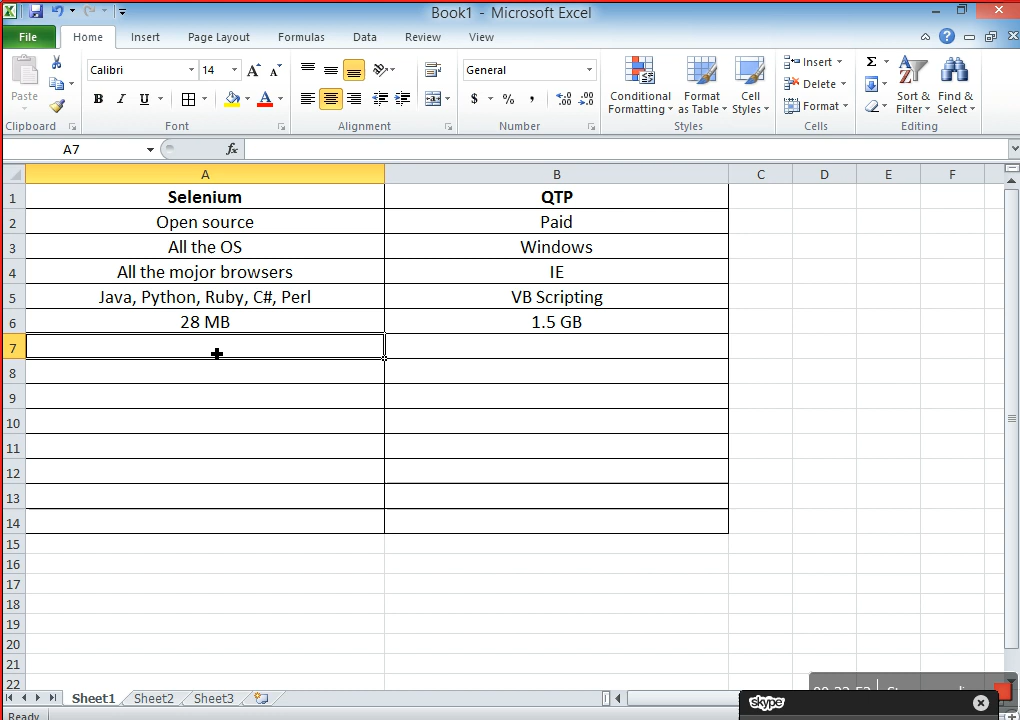 Book1 - Microsoft Excel
File Home Insert Page Layout Formulas Data Review View
Paste
Calibri 14
General
Conditional Formatting
Format as Table
Cell Styles
Insert
Delete
Format
Sort & Filter
Find & Select
Clipboard Font Alignment Number Styles Cells Editing
A7 fx
A B C D E F
1 Selenium QTP
2 Open source Paid
3 All the OS Windows
4 All the mojor browsers IE
5 Java, Python, Ruby, C#, Perl VB Scripting
6 28 MB 1.5 GB
7
8
9
10
11
12
13
14
15
16
17
18
19
20
21
22
Sheet1 Sheet2 Sheet3
skype
Ready